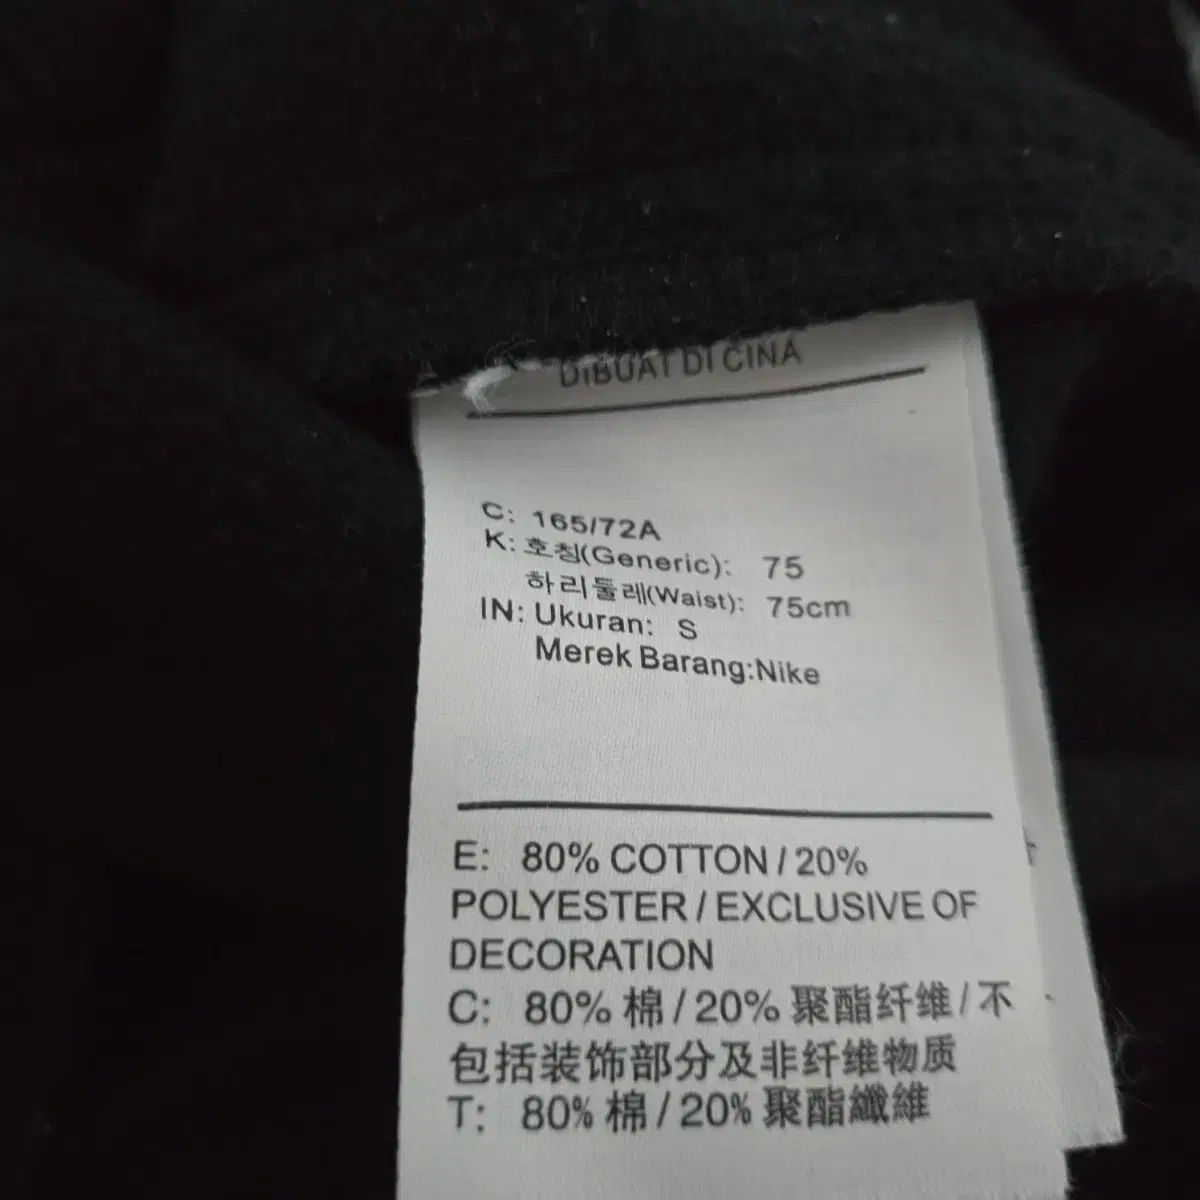 DIBUAT DI CINA
C: 165/72A
K: 호칭(Generic): 75
하리둘레(Waist): 75cm
IN: Ukuran: S
Merek Barang:Nike
E: 80% COTTON / 20%
POLYESTER / EXCLUSIVE OF
DECORATION
C: 80% 棉 / 20% 聚酯纤维 / 不
包括装饰部分及非纤维物质
T: 80% 棉 / 20% 聚酯纖維